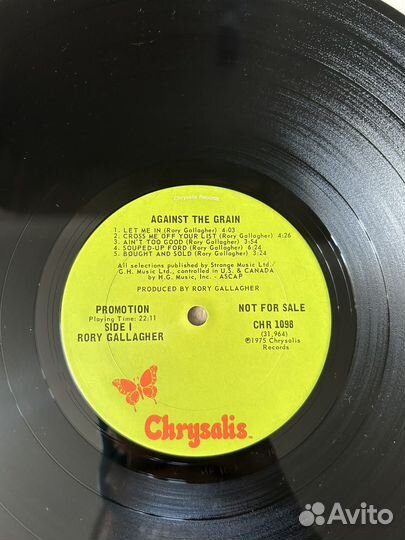 Chrysalis Records
AGAINST THE GRAIN
1. LET ME IN (Rory Gallagher) 4:03
2. CROSS ME OFF YOUR LIST (Rory Gallagher) 4:26
3. AIN'T TOO GOOD (Rory Gallagher) 3:54
4. SOUPED-UP FORD (Rory Gallagher) 6:24
5. BOUGHT AND SOLD (Rory Gallagher) 3:24
All selections published by Strange Music Ltd./
G.H. Music Ltd., controlled in U.S. & CANADA
by H.G. Music, Inc. - ASCAP
PRODUCED BY RORY GALLAGHER
PROMOTION
Playing Time: 22:11
SIDE I
RORY GALLAGHER
NOT FOR SALE
CHR 1098
(31,964)
℗1975 Chrysalis
Records
Chrysalis
TM
Avito